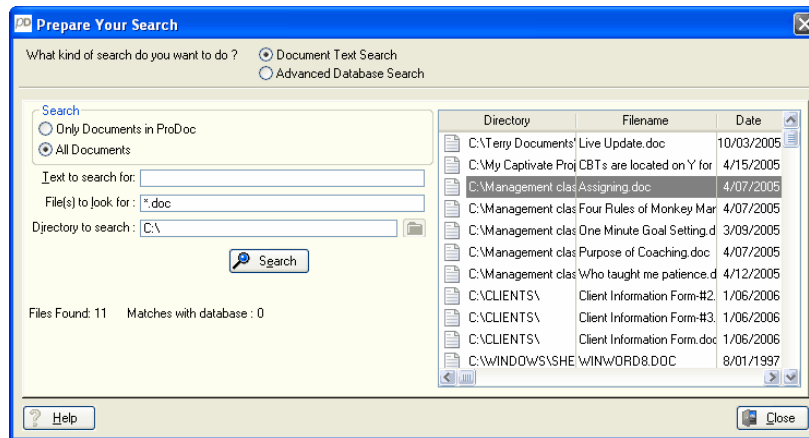 Prepare Your Search
What kind of search do you want to do ? Document Text Search
Advanced Database Search
Search
Only Documents in ProDoc
All Documents
Text to search for:
File(s) to look for : *.doc
Directory to search : C:\
Search
Files Found: 11 Matches with database : 0
Directory Filename Date
C:\Terry Documents' Live Update.doc 10/03/2005
C:\My Captivate Proj CBTs are located on Y for 4/15/2005
C:\Management clas Assigning.doc 4/07/2005
C:\Management clas Four Rules of Monkey Mar 4/07/2005
C:\Management clas One Minute Goal Setting.d 3/09/2005
C:\Management clas Purpose of Coaching.doc 4/07/2005
C:\Management clas Who taught me patience.d 4/12/2005
C:\CLIENTS\ Client Information Form-#2. 1/06/2006
C:\CLIENTS\ Client Information Form-#3. 1/06/2006
C:\CLIENTS\ Client Information Form.doc 1/06/2006
C:\WINDOWS\SHE WINWORD8.DOC 8/01/1997
Help Close